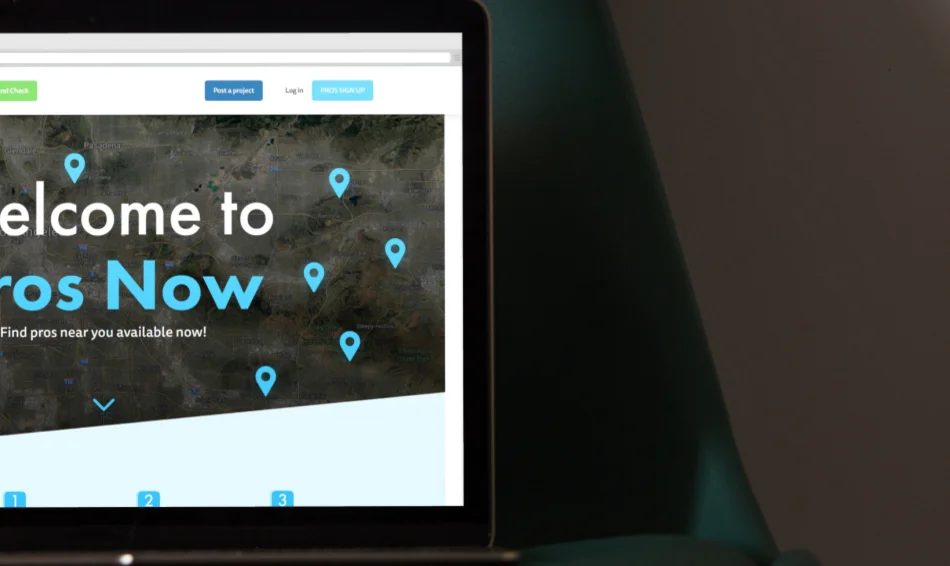 nd Check
Post a project
Log in
PROS SIGN UP
Pasadena
elcome to
ros Now
Find pros near you available now!
1
2
3